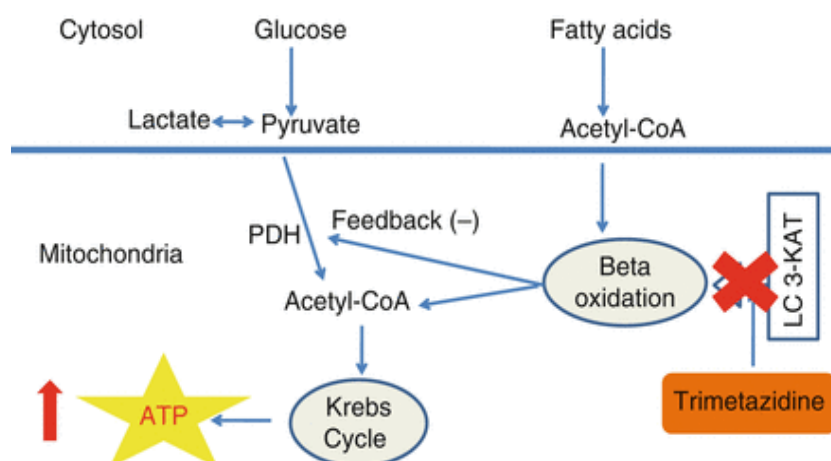 Cytosol
Glucose
Fatty acids
Lactate
Pyruvate
Acetyl-CoA
Feedback (–)
PDH
Mitochondria
Beta
oxidation
LC 3-KAT
Acetyl-CoA
Trimetazidine
ATP
Krebs
Cycle